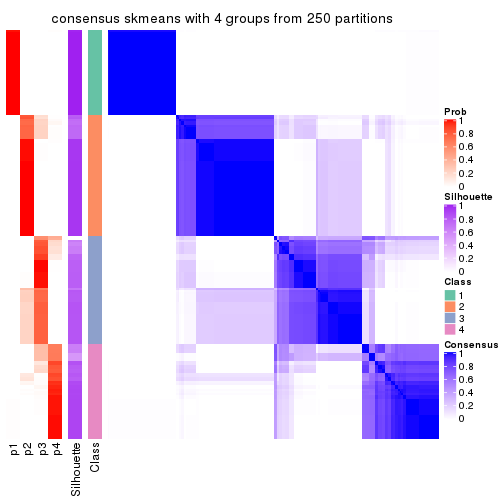 consensus skmeans with 4 groups from 250 partitions
Prob
1
0.8
0.6
0.4
0.2
0
Silhouette
1
0.8
0.6
0.4
0.2
0
Class
1
2
3
4
Consensus
1
0.8
0.6
0.4
0.2
0
p1
p2
p3
p4
Silhouette
Class